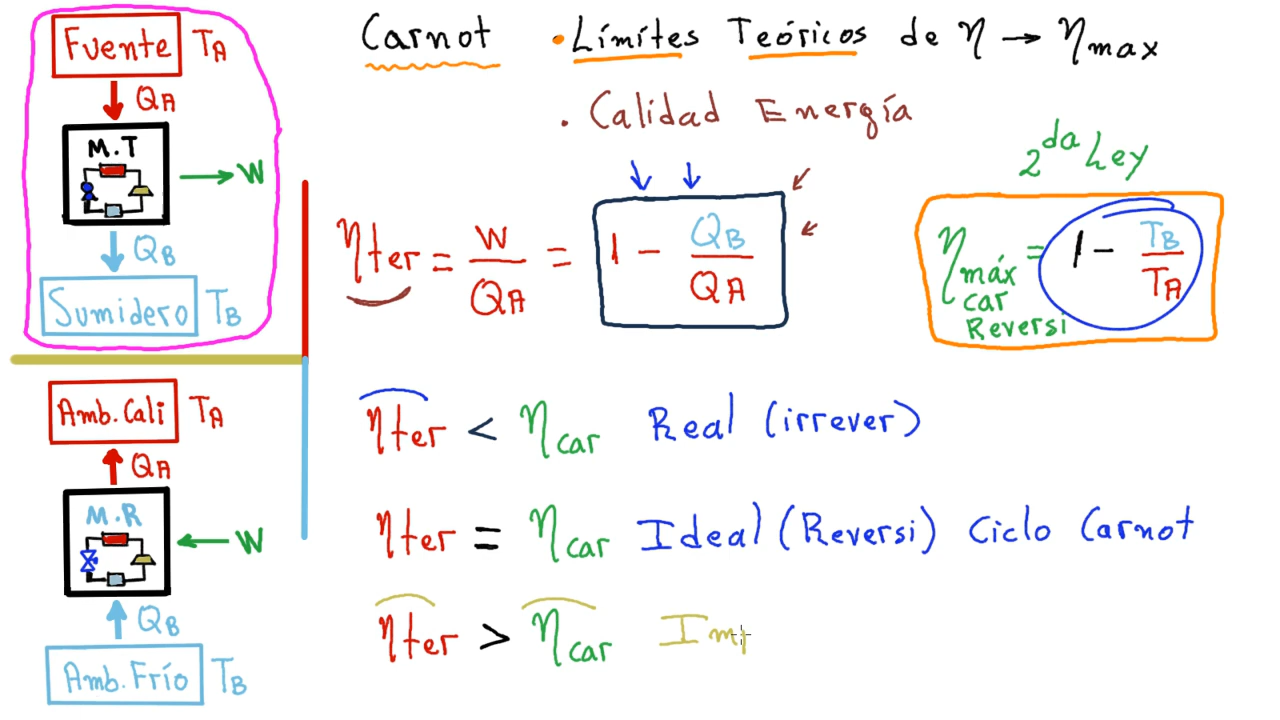 Carnot • Límites Teóricos de η → ηmax
. Calidad Energía
2da Ley
Fuente TA
QA
M.T
W
QB
Sumidero TB
ηter = W/QA = 1 - QB/QA
ηmáx car Reversi = 1 - TB/TA
Amb.Cali TA
QA
M.R
W
QB
Amb.Frío TB
ηter < ηcar Real (irrever)
ηter = ηcar Ideal (Reversi) Ciclo Carnot
ηter > ηcar Imp